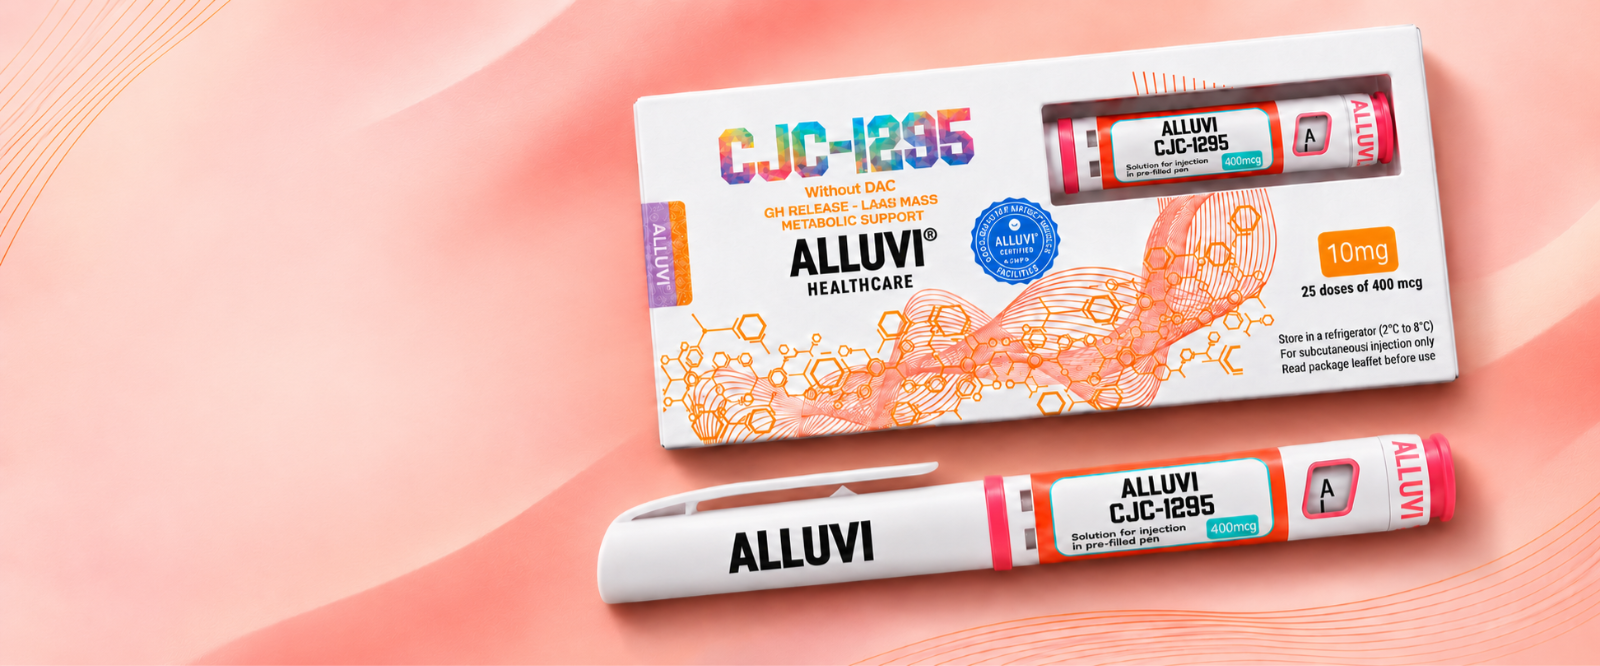 CJC-1295
Without DAC
GH RELEASE - LAAS MASS
METABOLIC SUPPORT
ALLUVI®
HEALTHCARE
ALLUVI
ALLUVI®
CERTIFIED
FACILITIES
ALLUVI
CJC-1295
Solution for injection
in pre-filled pen
400mcg
A
ALLUVI
10mg
25 doses of 400 mcg
Store in a refrigerator (2°C to 8°C)
For subcutaneousi injection only
Read package leaffet before use
ALLUVI
ALLUVI
CJC-1295
Solution for injection
in pre-filled pen
400mcg
A
ALLUVI